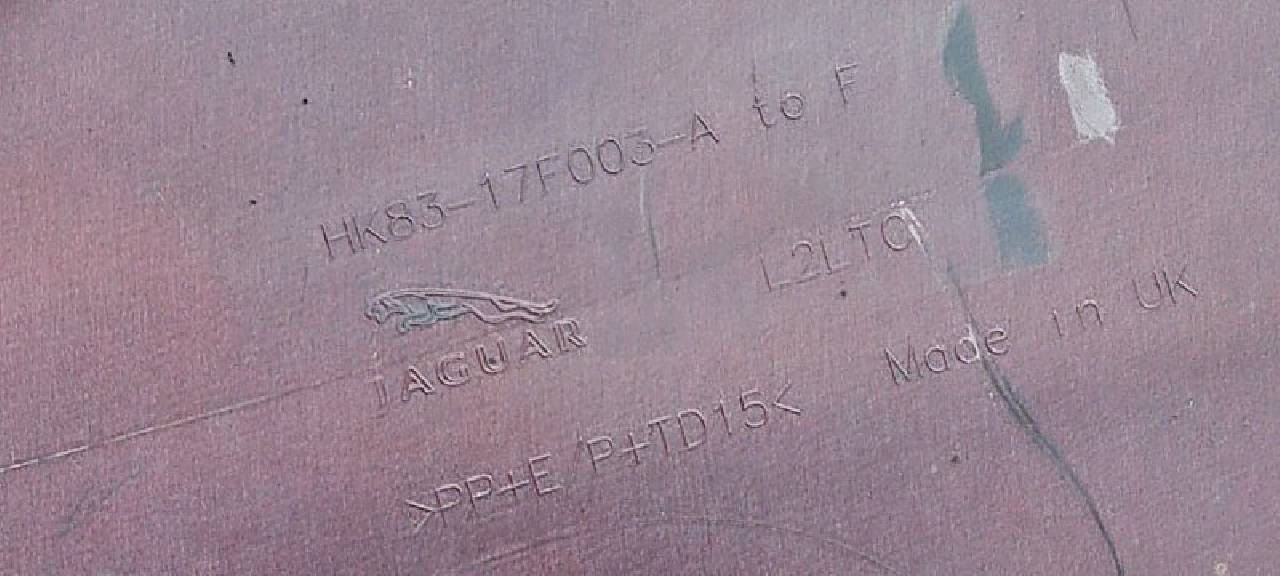 HK83-17F003-A to F
L2LTC
JAGUAR
Made in UK
>PP+E P+TD15<